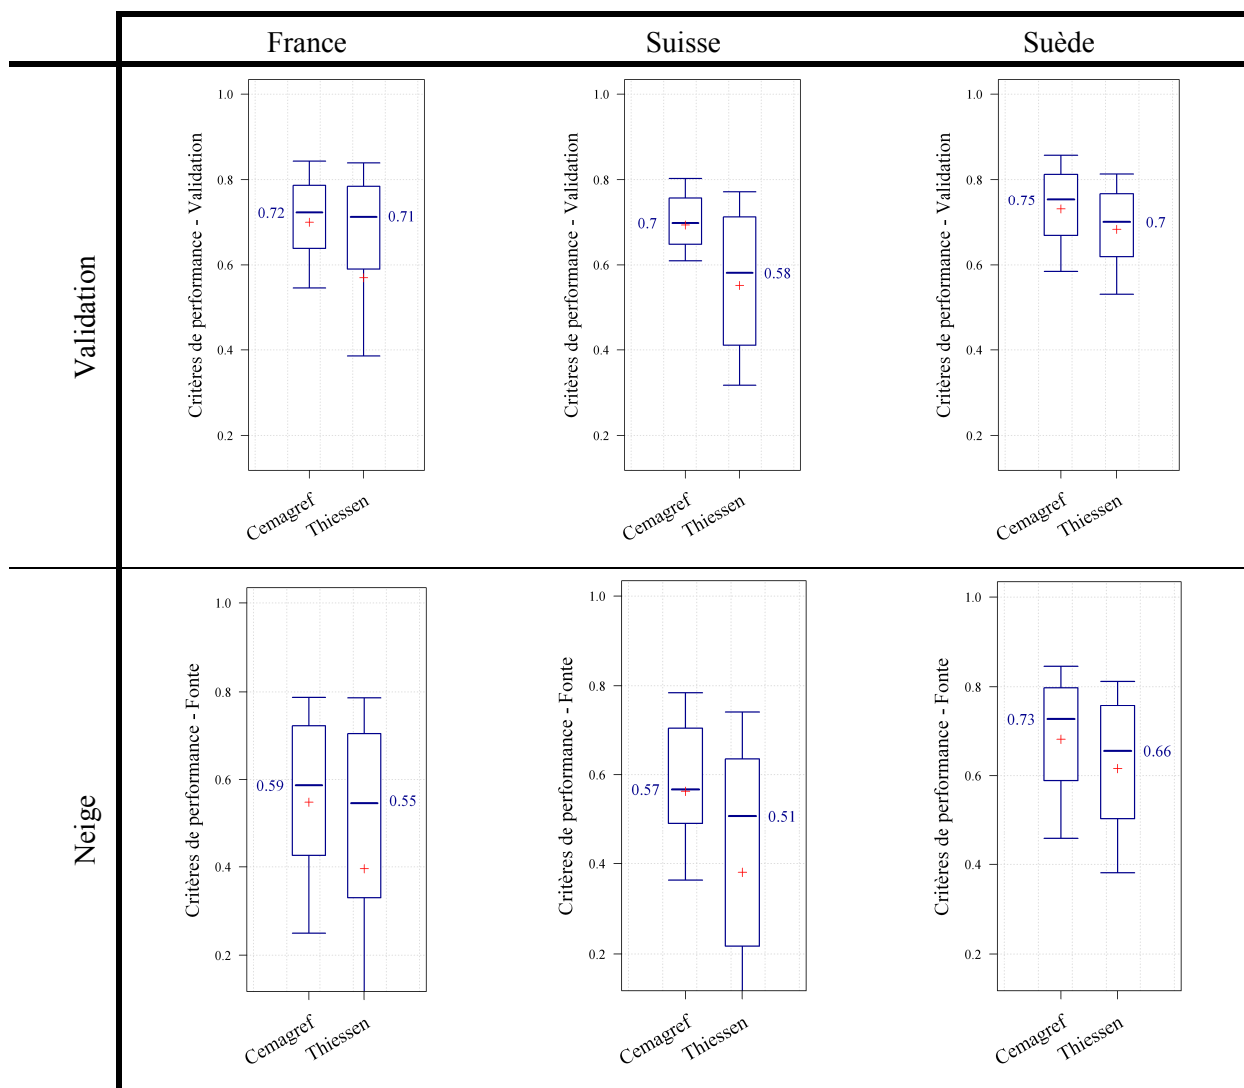 France Suisse Suède
Validation
Critères de performance - Validation
1.0
0.8
0.6
0.4
0.2
0.72
0.71
Cemagref
Thiessen
Critères de performance - Validation
1.0
0.8
0.6
0.4
0.2
0.7
0.58
Cemagref
Thiessen
Critères de performance - Validation
1.0
0.8
0.6
0.4
0.2
0.75
0.7
Cemagref
Thiessen
Neige
Critères de performance - Fonte
1.0
0.8
0.6
0.4
0.2
0.59
0.55
Cemagref
Thiessen
Critères de performance - Fonte
1.0
0.8
0.6
0.4
0.2
0.57
0.51
Cemagref
Thiessen
Critères de performance - Fonte
1.0
0.8
0.6
0.4
0.2
0.73
0.66
Cemagref
Thiessen